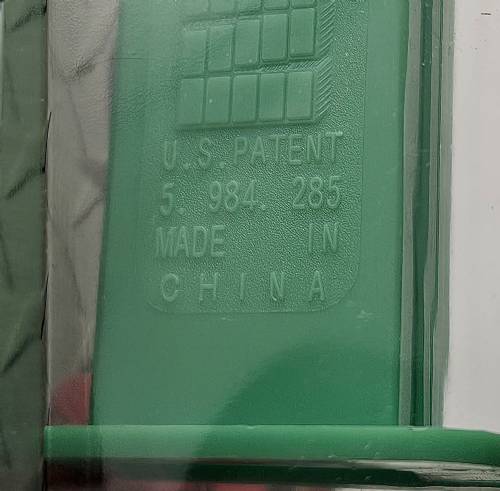 U.S. PATENT
5. 984. 285
MADE IN
CHINA